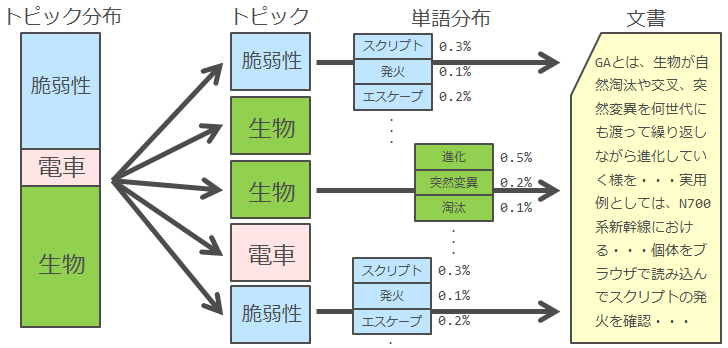 トピック分布
トピック
単語分布
文書
脆弱性
電車
生物
脆弱性
生物
生物
電車
脆弱性
スクリプト 0.3%
発火 0.1%
エスケープ 0.2%
・
・
・
進化 0.5%
突然変異 0.2%
淘汰 0.1%
・
・
・
スクリプト 0.3%
発火 0.1%
エスケープ 0.2%
・
GAとは、生物が自
然淘汰や交叉、突
然変異を何世代に
も渡って繰り返し
ながら進化してい
く様を・・・実用
例としては、N700
系新幹線におけ
る・・・個体をブ
ラウザで読み込ん
でスクリプトの発
火を確認・・・